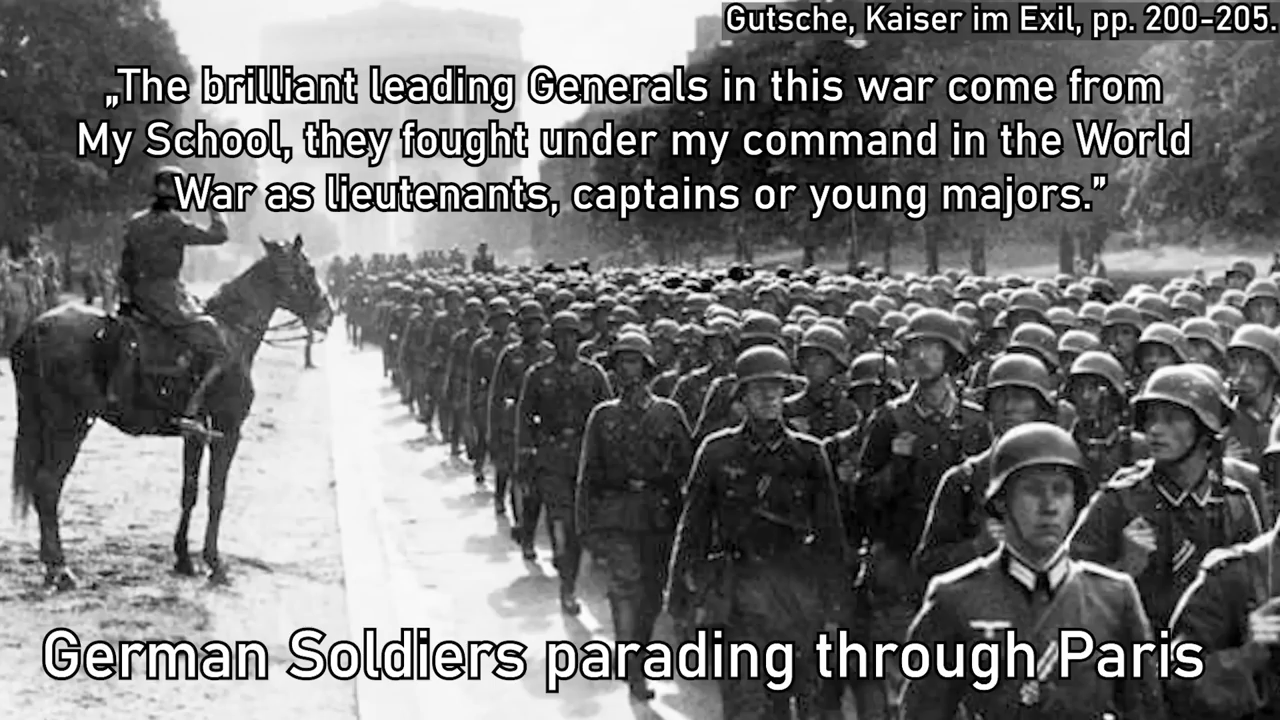 Gutsche, Kaiser im Exil, pp. 200-205.
„The brilliant leading Generals in this war come from
My School, they fought under my command in the World
War as lieutenants, captains or young majors.”
German Soldiers parading through Paris